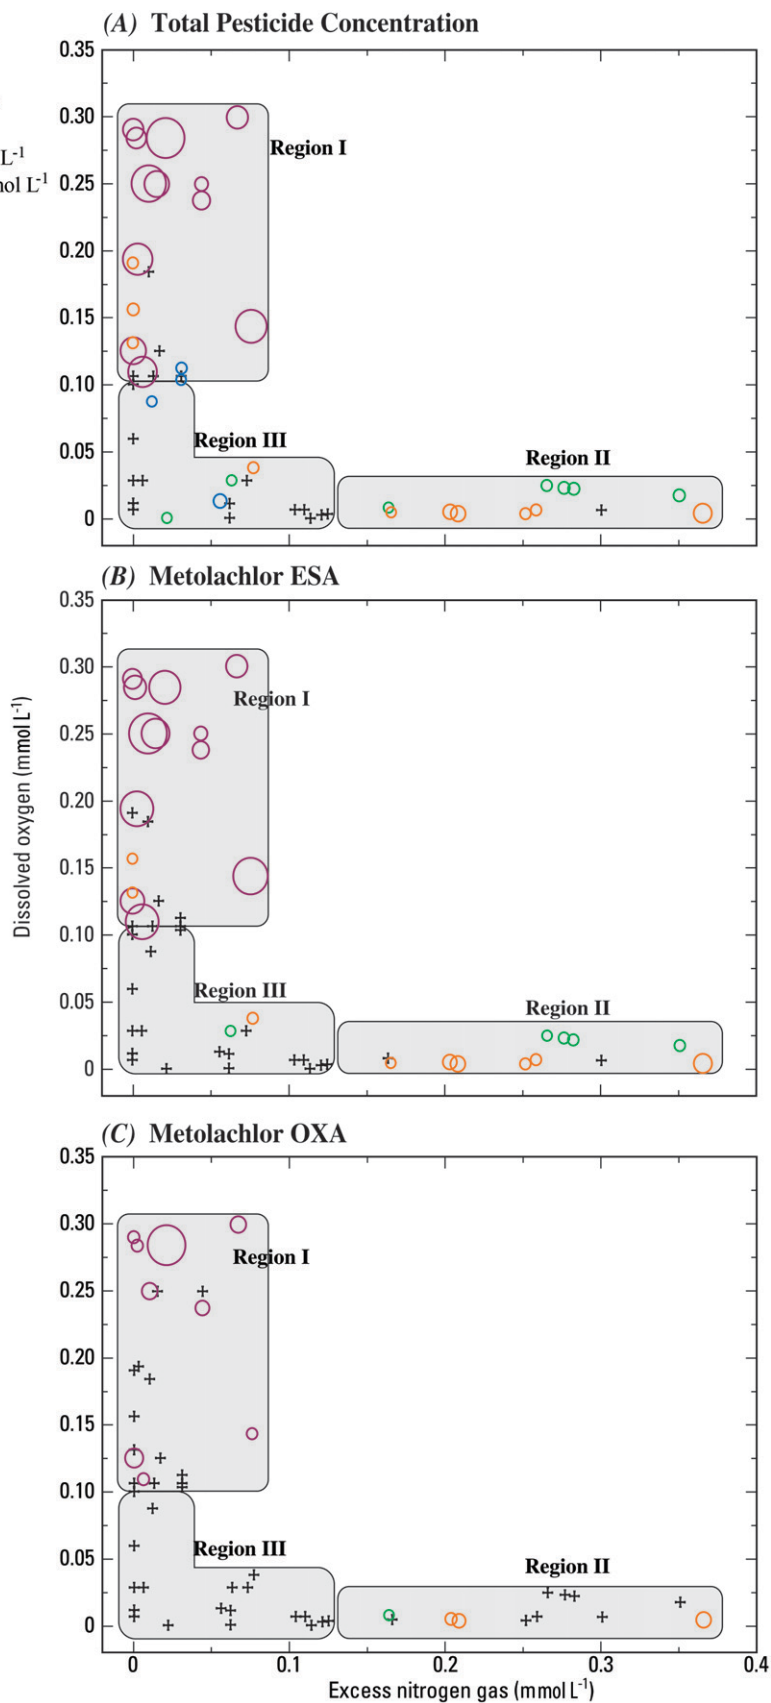 (A) Total Pesticide Concentration
0.35
0.30
Region I
L-1
0.25
ol L-1
0.20
0.15
0.10
0.05
Region III
Region II
0
(B) Metolachlor ESA
0.35
0.30
Region I
0.25
0.20
0.15
0.10
0.05
Region III
Region II
0
Dissolved oxygen (mmol L-1)
(C) Metolachlor OXA
0.35
0.30
Region I
0.25
0.20
0.15
0.10
0.05
Region III
Region II
0
0 0.1 0.2 0.3 0.4
Excess nitrogen gas (mmol L-1)